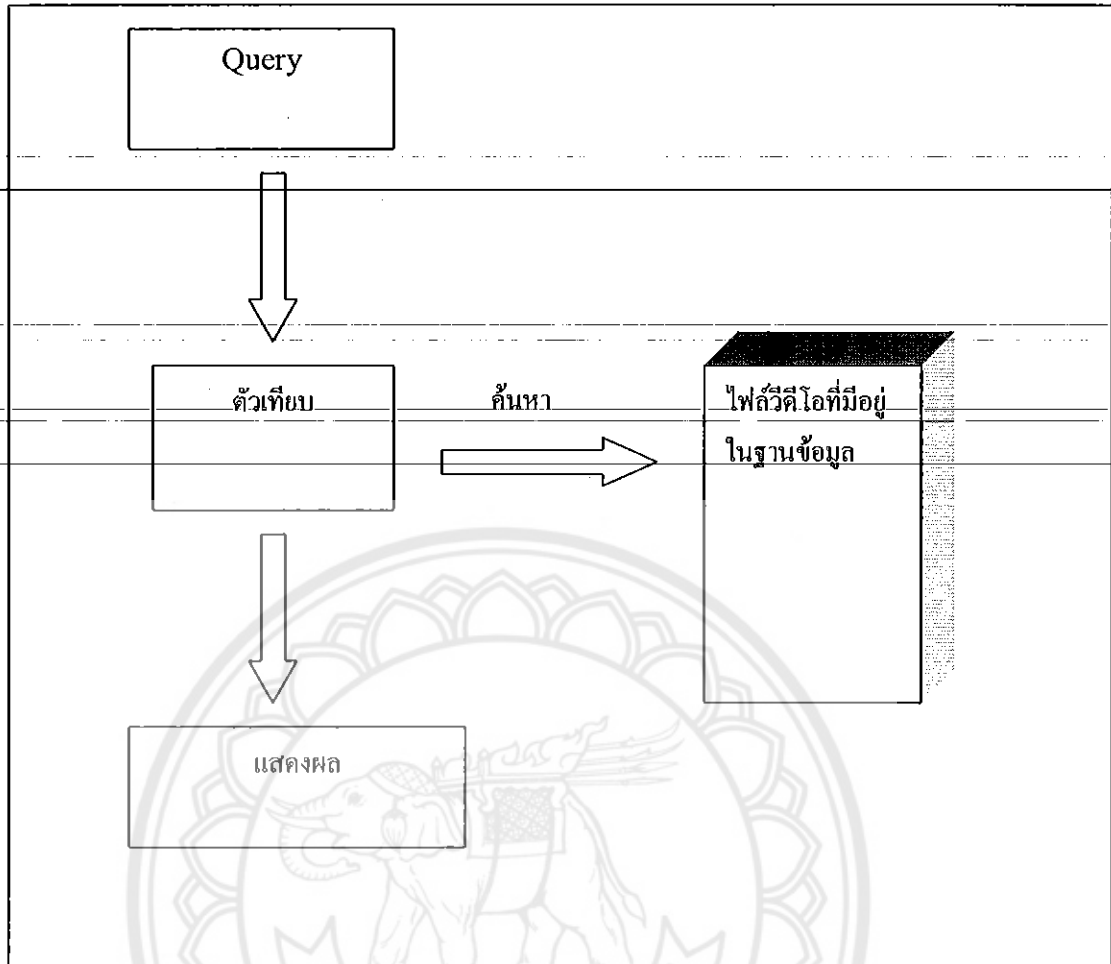 Query
ตัวเทียบ
ค้นหา
ไฟล์วีดีโอที่มีอยู่
ในฐานข้อมูล
แสดงผล